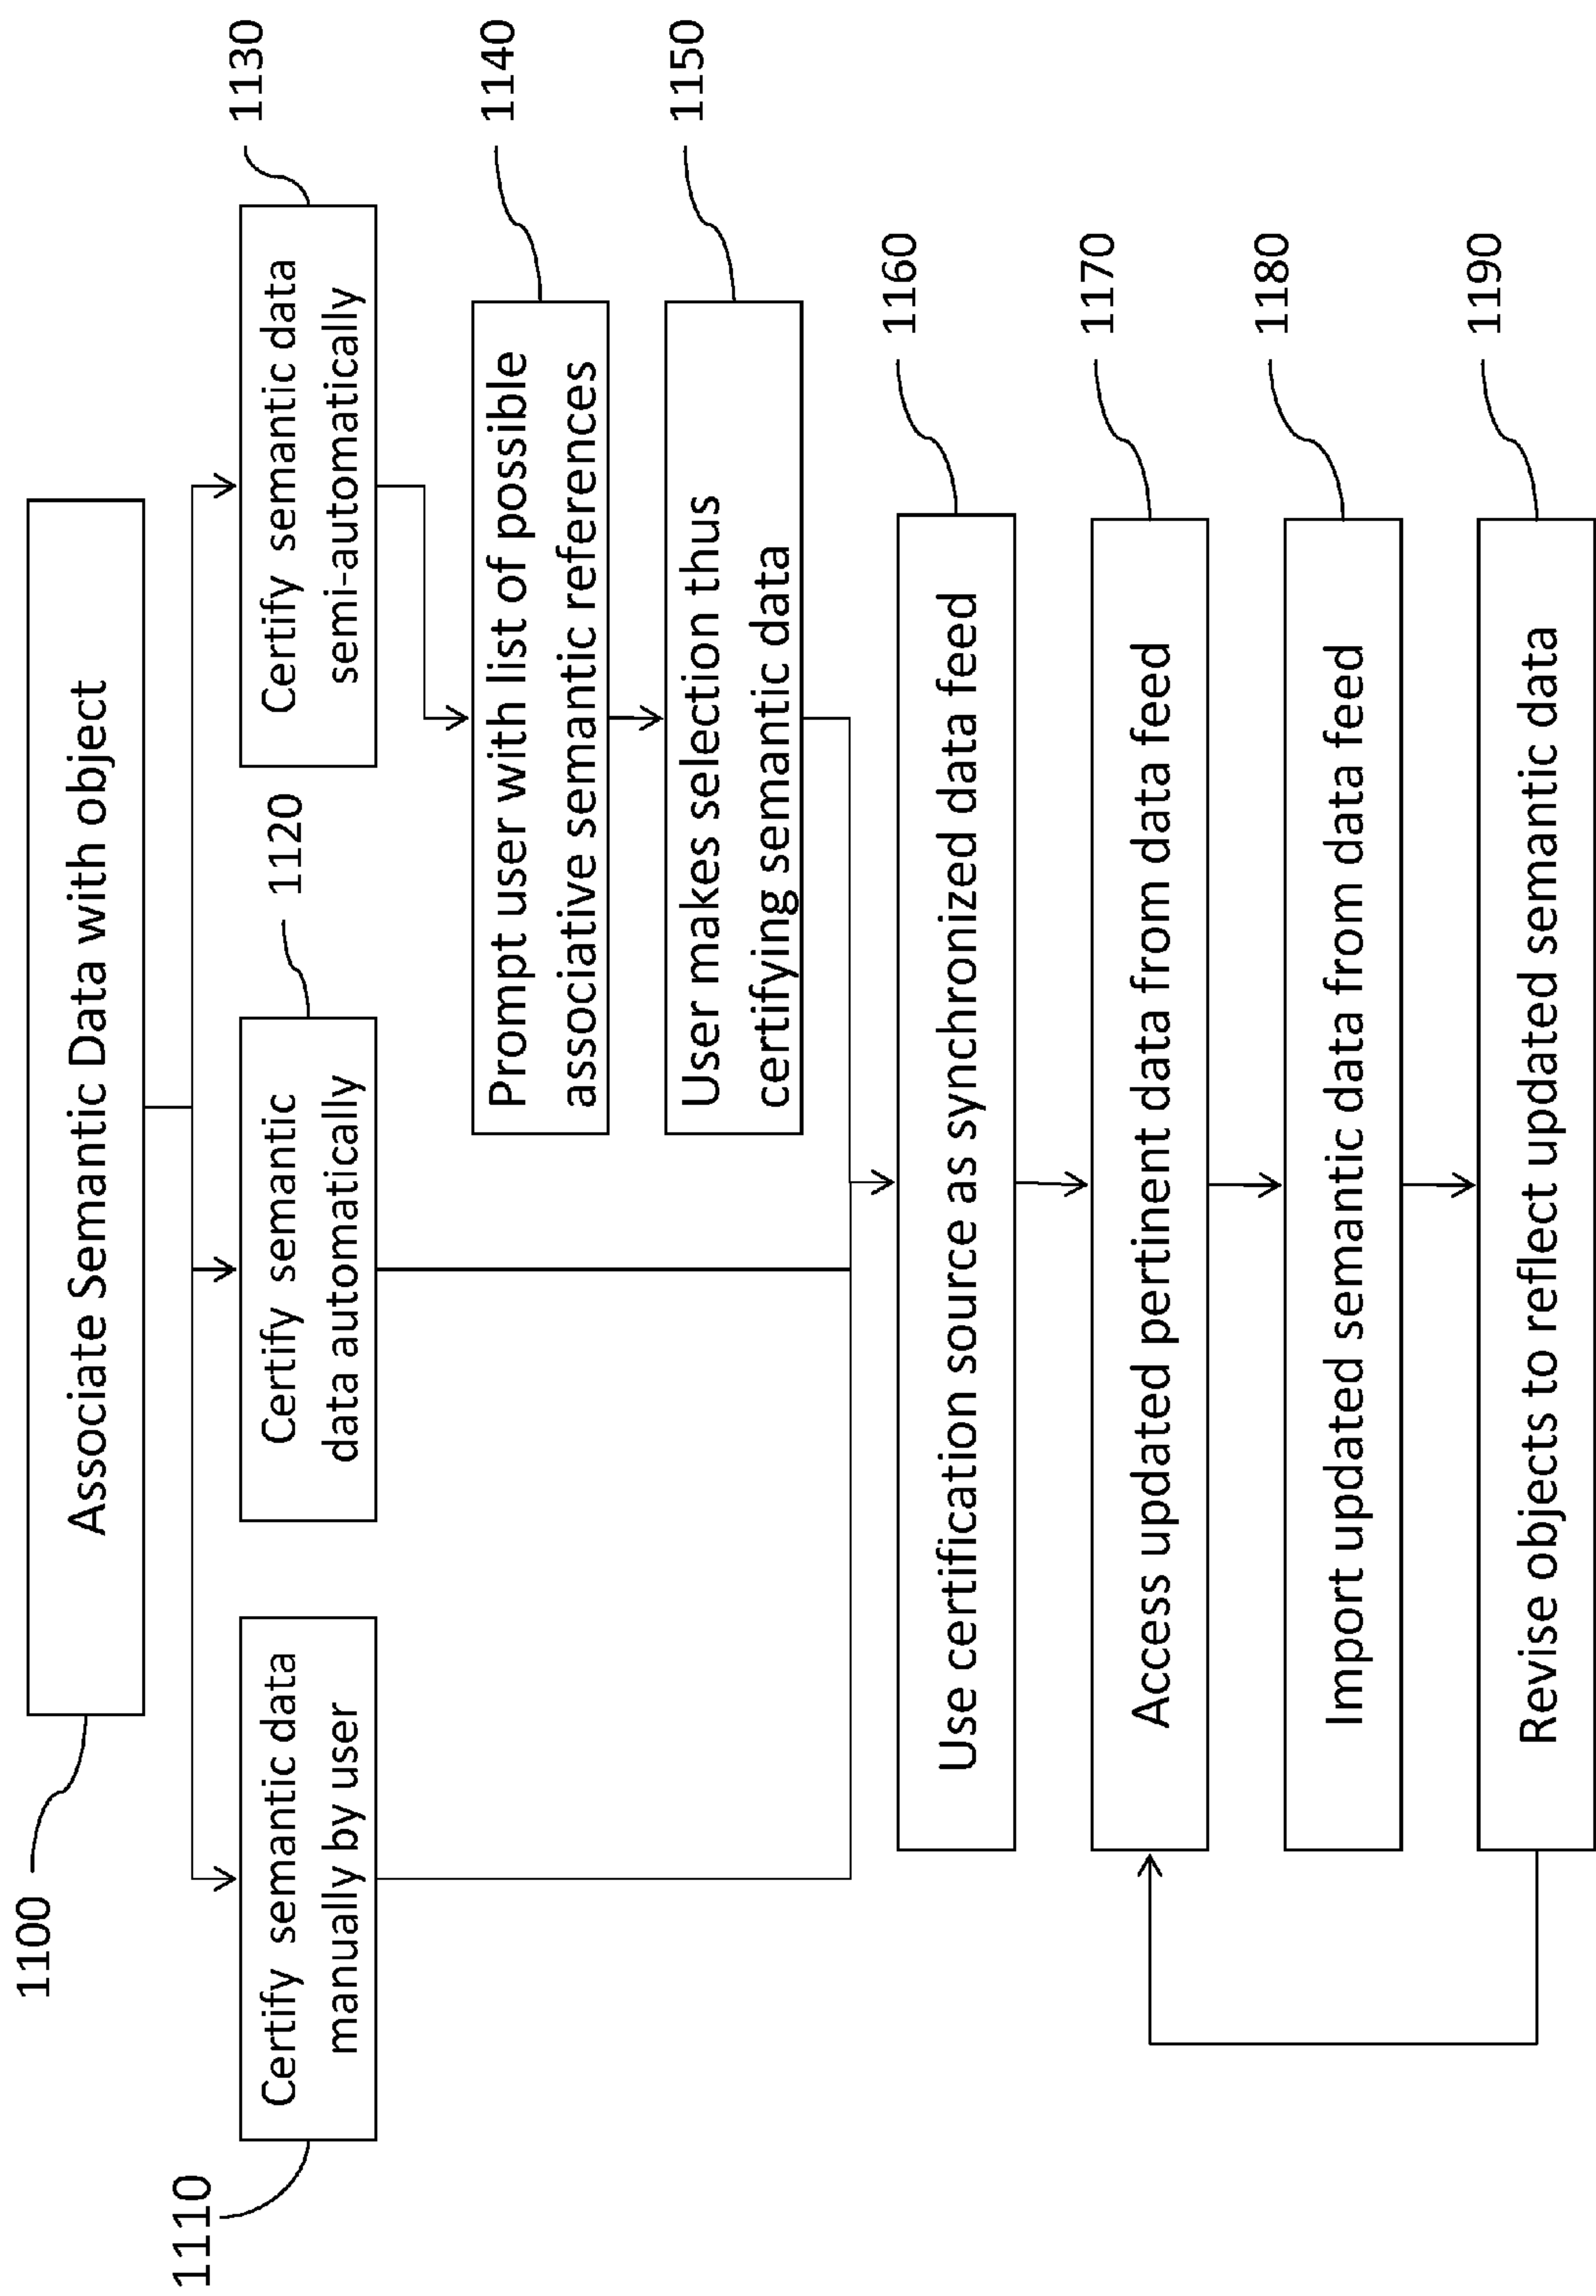 1100
Associate Semantic Data with object
1110
Certify semantic data
manually by user
1120
Certify semantic
data automatically
1130
Certify semantic data
semi-automatically
1140
Prompt user with list of possible
associative semantic references
1150
User makes selection thus
certifying semantic data
1160
Use certification source as synchronized data feed
1170
Access updated pertinent data from data feed
1180
Import updated semantic data from data feed
1190
Revise objects to reflect updated semantic data